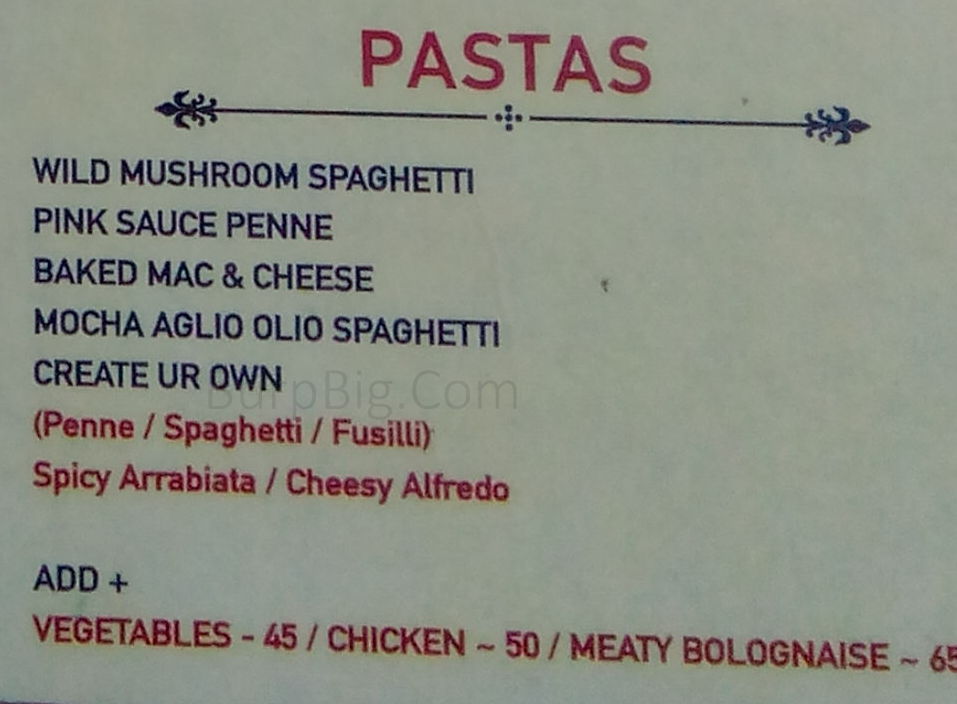 PASTAS
WILD MUSHROOM SPAGHETTI
PINK SAUCE PENNE
BAKED MAC & CHEESE
MOCHA AGLIO OLIO SPAGHETTI
CREATE UR OWN
BurpBig.Com
(Penne / Spaghetti / Fusilli)
Spicy Arrabiata / Cheesy Alfredo
ADD +
VEGETABLES - 45 / CHICKEN ~ 50 / MEATY BOLOGNAISE ~ 65